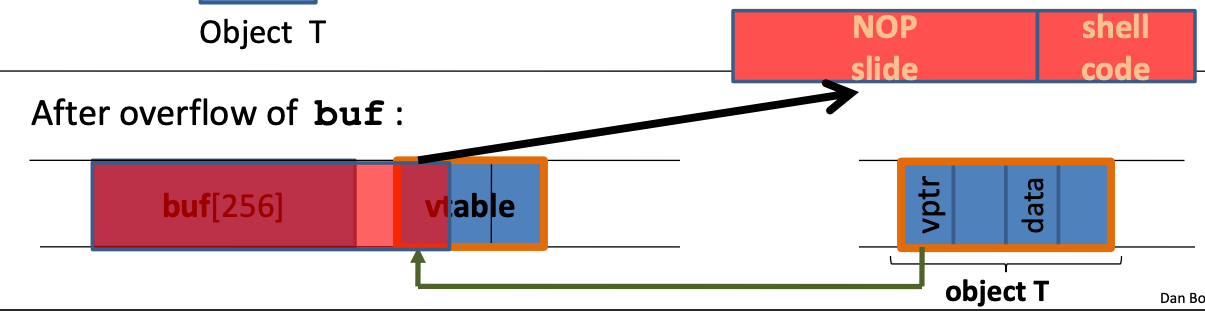 Object T
NOP
slide
shell
code
After overflow of buf :
buf[256]
vtable
vptr
data
object T
Dan Bo